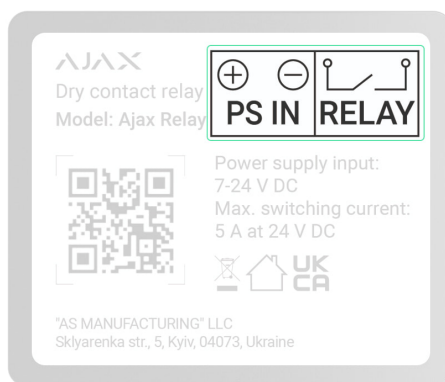 AJAX
Dry contact relay
Model: Ajax Relay
+ −
PS IN RELAY
Power supply input:
7-24 V DC
Max. switching current:
5 A at 24 V DC
UK
CA
"AS MANUFACTURING" LLC
Sklyarenka str., 5, Kyiv, 04073, Ukraine